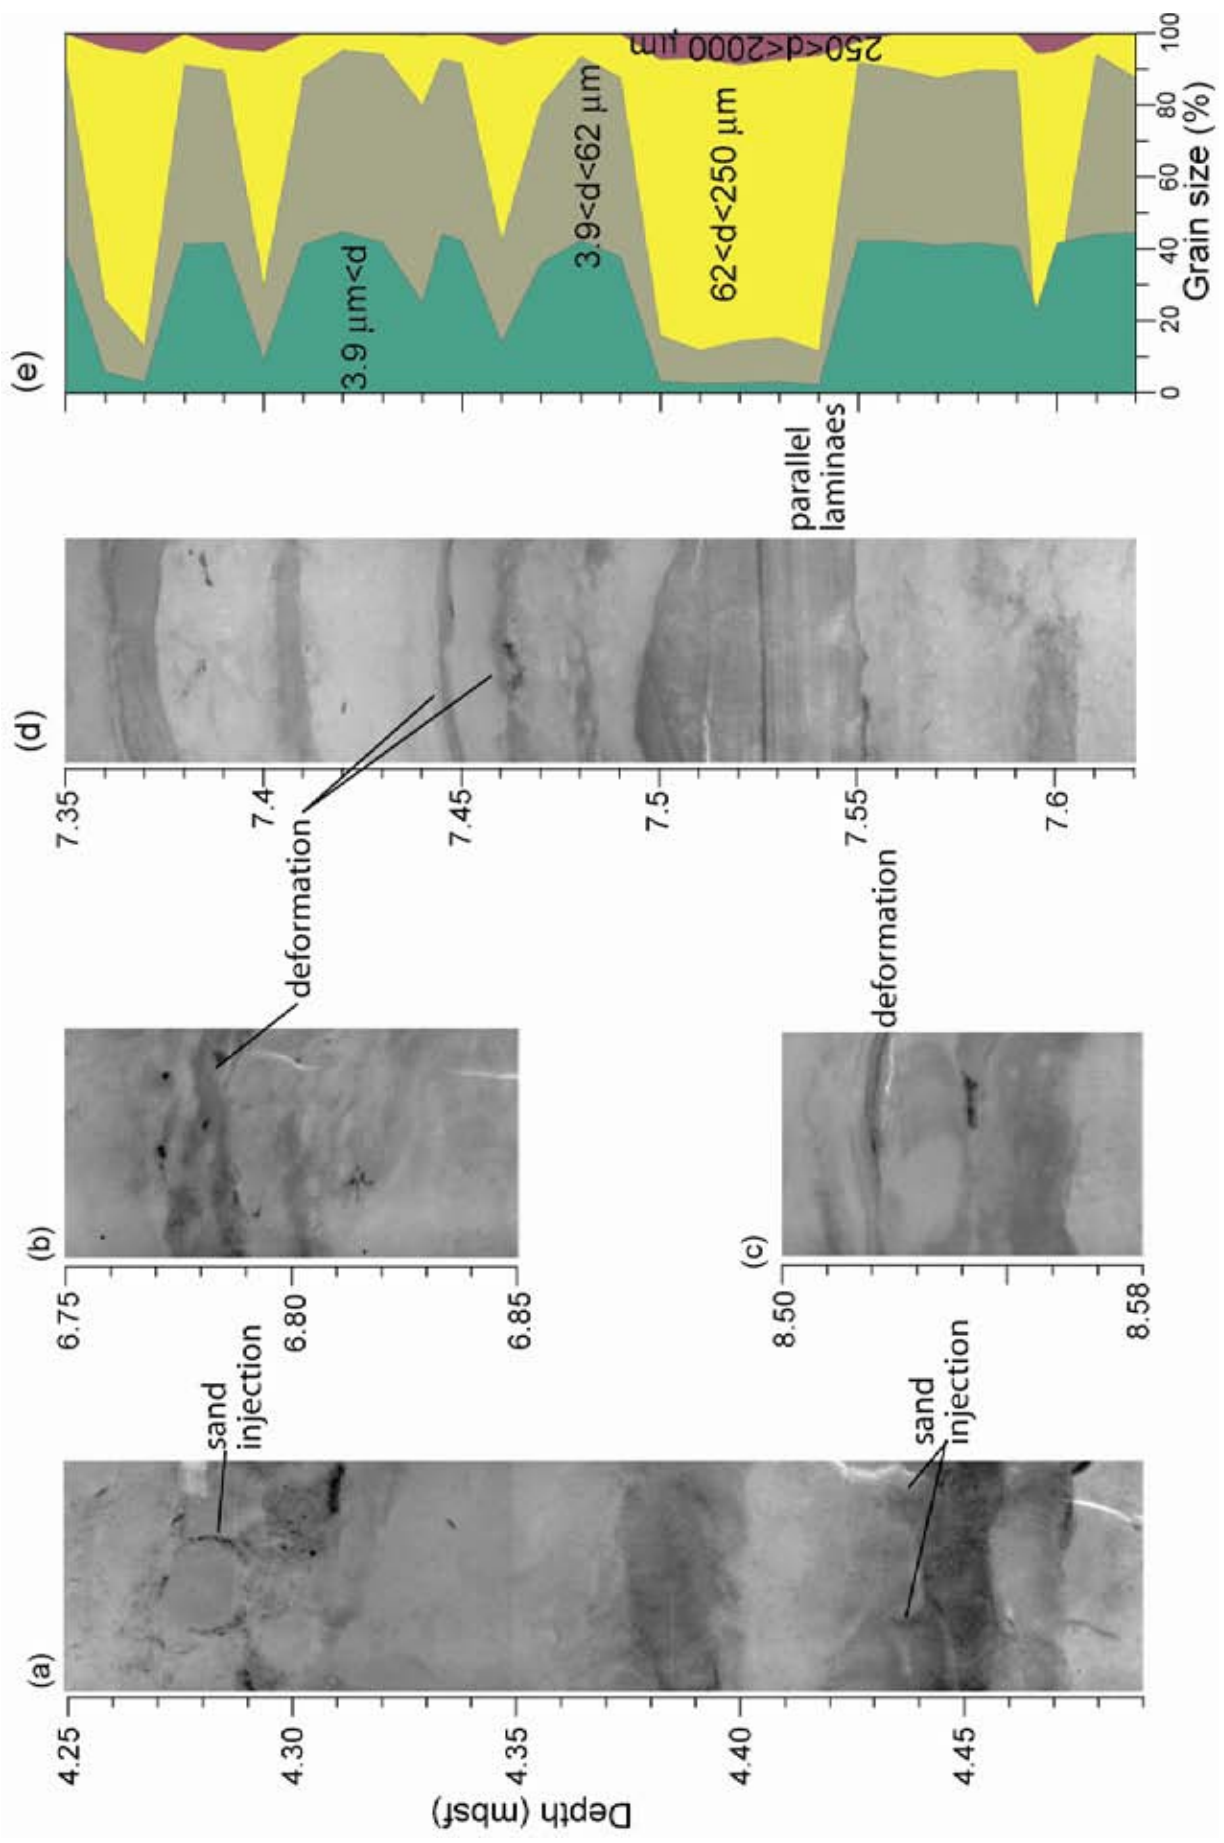 (a)
4.25
4.30
4.35
4.40
4.45
Depth (mbsf)
sand
injection
sand
injection
(b)
6.75
6.80
6.85
deformation
(c)
8.50
8.58
deformation
(d)
7.35
7.4
7.45
7.5
7.55
7.6
parallel
laminaes
(e)
3.9 μm<d
3.9<d<62 μm
62<d<250 μm
250<d<2000 μm
0
20
40
60
80
100
Grain size (%)